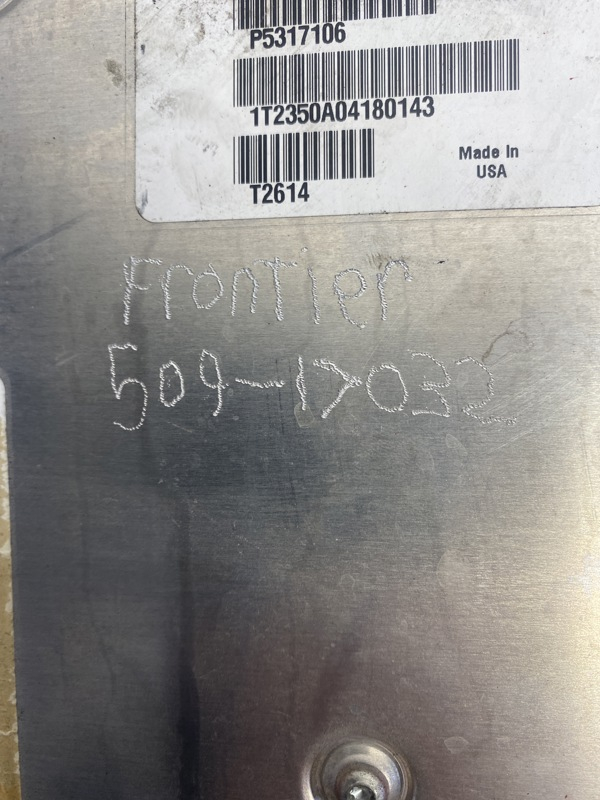 P5317106
1T2350A04180143
T2614
Made In
USA
Frontier
509-17032